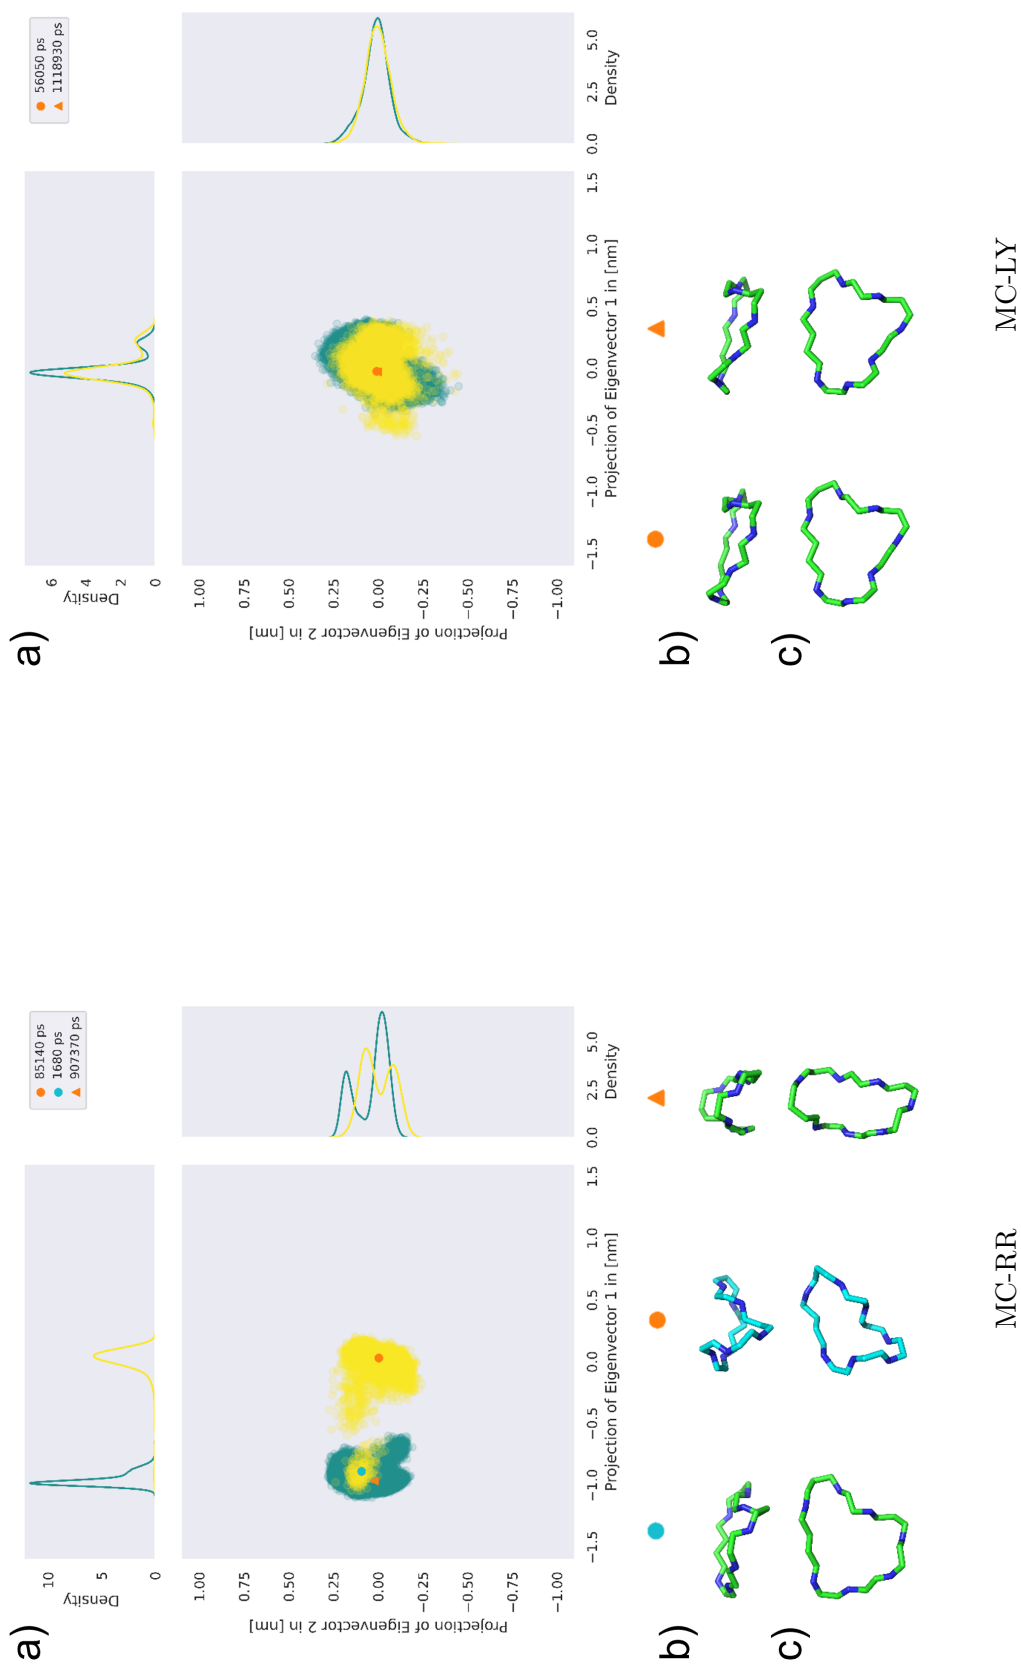 a)
Density
10
5
0
85140 ps
1680 ps
907370 ps
Projection of Eigenvector 2 in [nm]
1.00
0.75
0.50
0.25
0.00
−0.25
−0.50
−0.75
−1.00
−1.5
−1.0
−0.5
0.0
0.5
1.0
1.5
Projection of Eigenvector 1 in [nm]
0.0
2.5
5.0
Density
b)
c)
MC-RR
a)
Density
6
4
2
0
56050 ps
1118930 ps
Projection of Eigenvector 2 in [nm]
1.00
0.75
0.50
0.25
0.00
−0.25
−0.50
−0.75
−1.00
−1.5
−1.0
−0.5
0.0
0.5
1.0
1.5
Projection of Eigenvector 1 in [nm]
0.0
2.5
5.0
Density
b)
c)
MC-LY